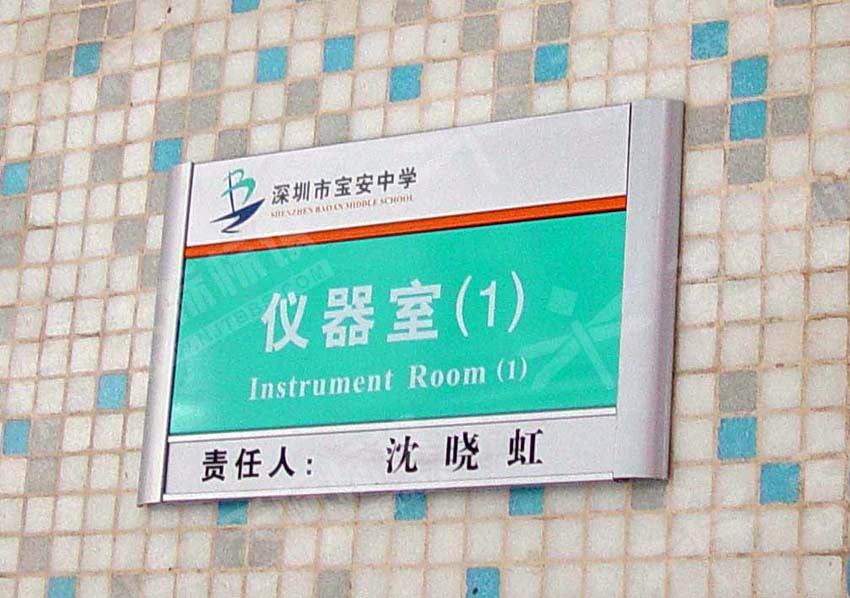 深圳市宝安中学
SHENZHEN BAOAN MIDDLE SCHOOL
仪器室(1)
Instrument Room (1)
责任人： 沈晓虹